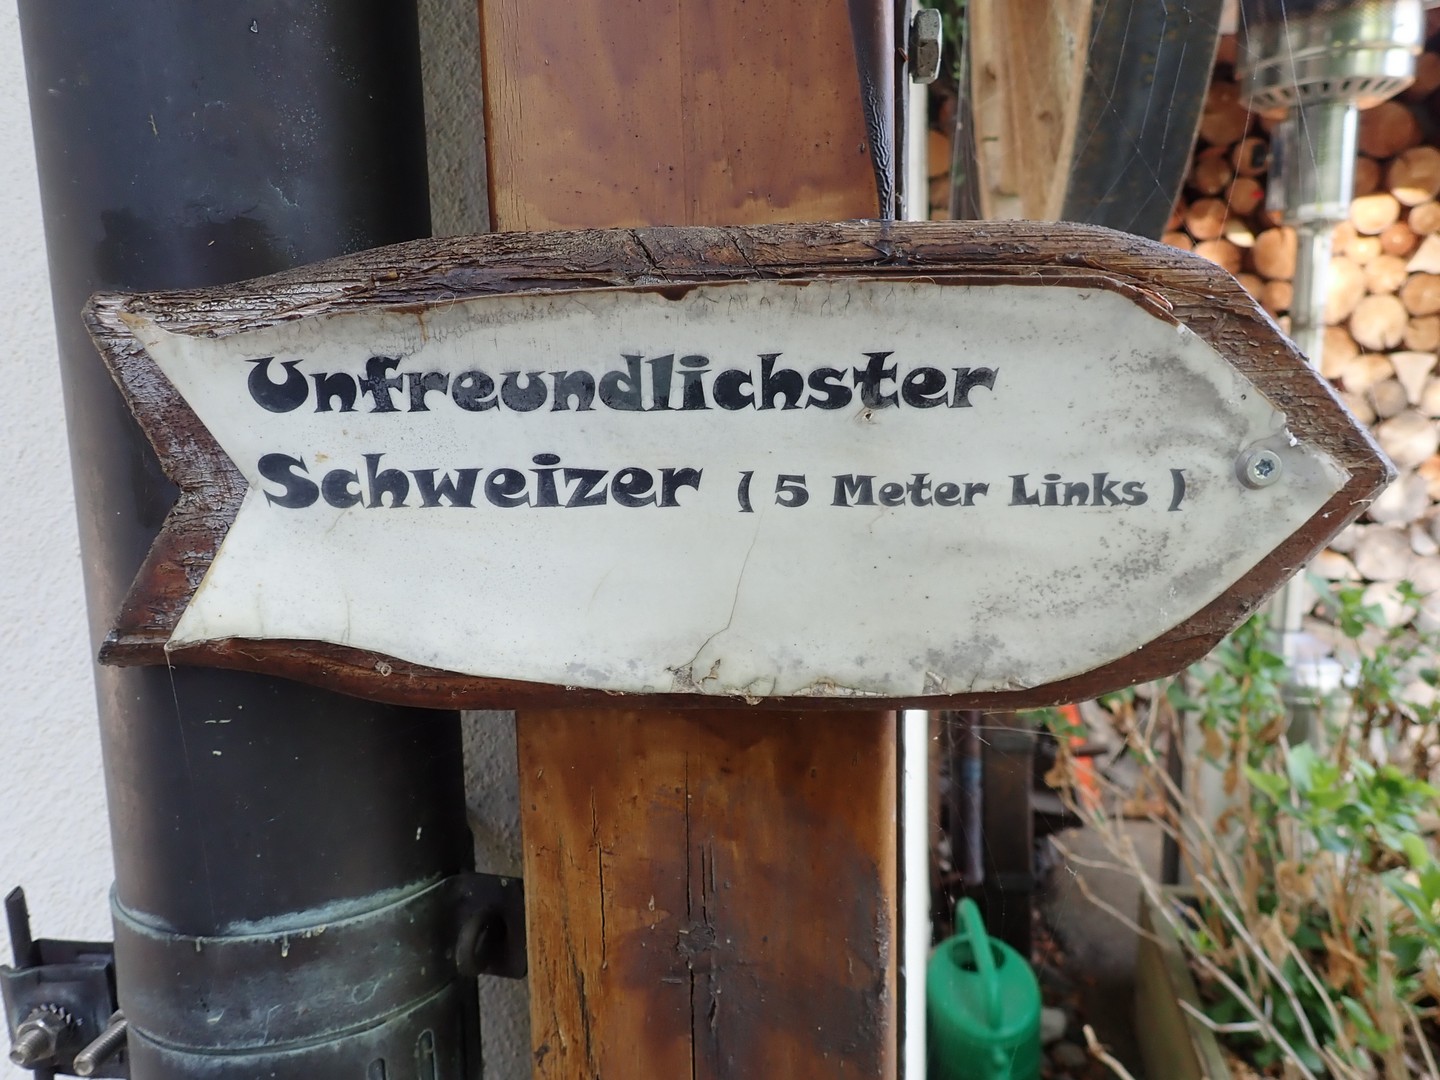 Unfreundlichster
Schweizer ( 5 Meter Links )